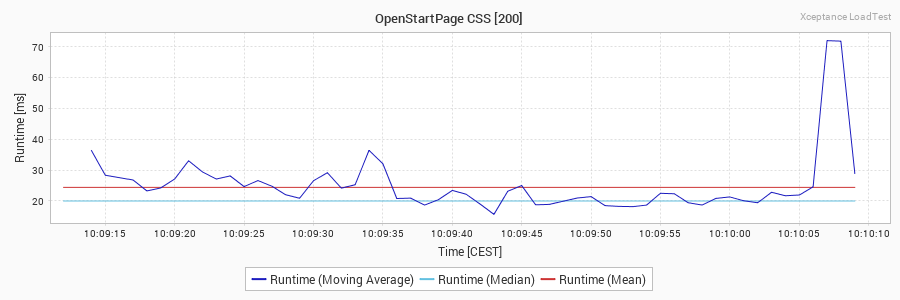 OpenStartPage CSS [200]
Xceptance LoadTest
Runtime [ms]
70
60
50
40
30
20
10:09:15 10:09:20 10:09:25 10:09:30 10:09:35 10:09:40 10:09:45 10:09:50 10:09:55 10:10:00 10:10:05 10:10:10
Time [CEST]
Runtime (Moving Average) Runtime (Median) Runtime (Mean)